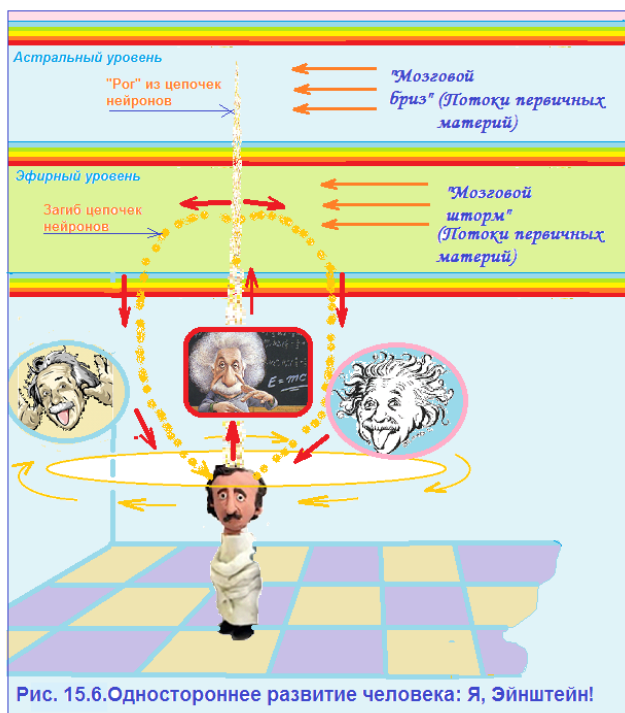 Астральный уровень
"Рог" из цепочек
нейронов
"Мозговой
бриз" (Потоки первичных
материй)
Эфирный уровень
Загиб цепочек
нейронов
"Мозговой
шторм"
(Потоки первичных
материй)
E=mc
Рис. 15.6.Одностороннее развитие человека: Я, Эйнштейн!